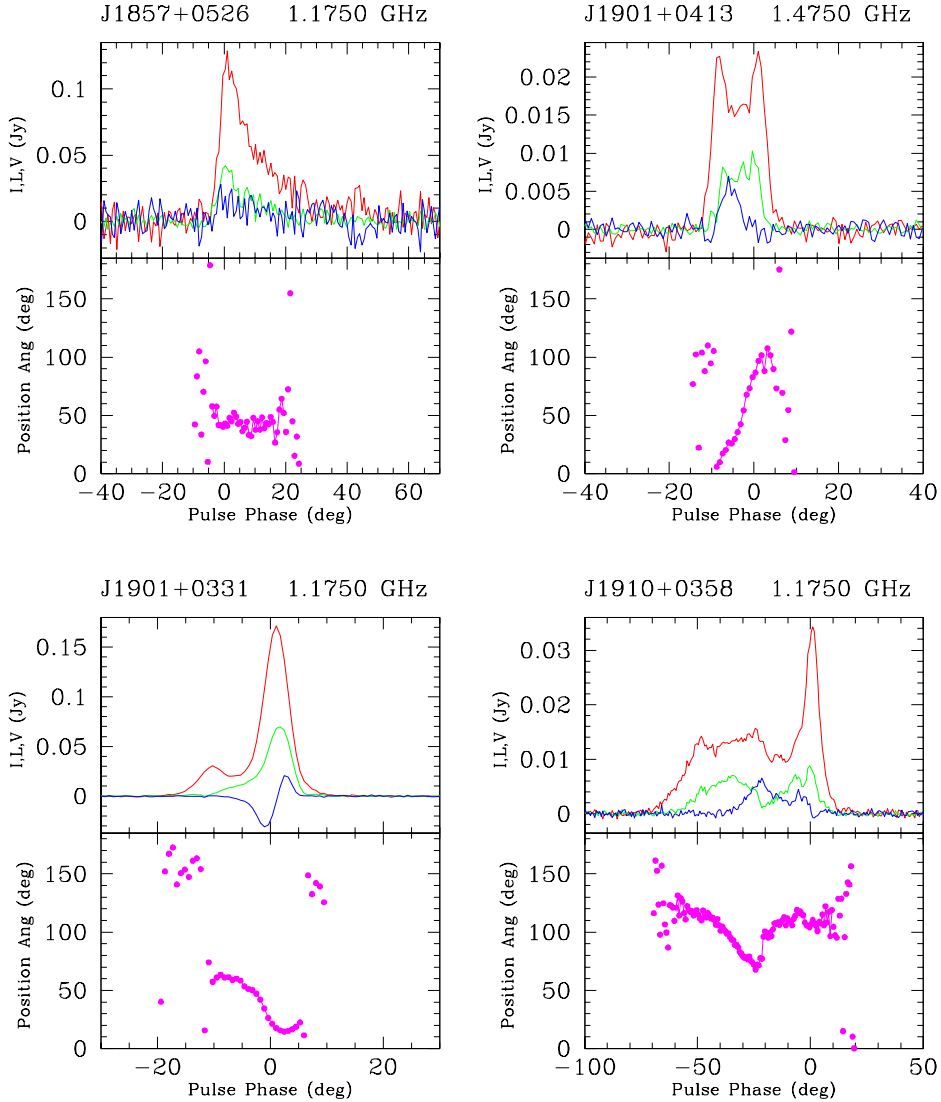 J1857+0526 1.1750 GHz
0.1
0.05
0
I,L,V (Jy)
150
100
50
0
Position Ang (deg)
−40 −20 0 20 40 60
Pulse Phase (deg)
J1901+0413 1.4750 GHz
0.02
0.015
0.01
0.005
0
I,L,V (Jy)
150
100
50
0
Position Ang (deg)
−40 −20 0 20 40
Pulse Phase (deg)
J1901+0331 1.1750 GHz
0.15
0.1
0.05
0
I,L,V (Jy)
150
100
50
0
Position Ang (deg)
−20 0 20
Pulse Phase (deg)
J1910+0358 1.1750 GHz
0.03
0.02
0.01
0
I,L,V (Jy)
150
100
50
0
Position Ang (deg)
−100 −50 0 50
Pulse Phase (deg)